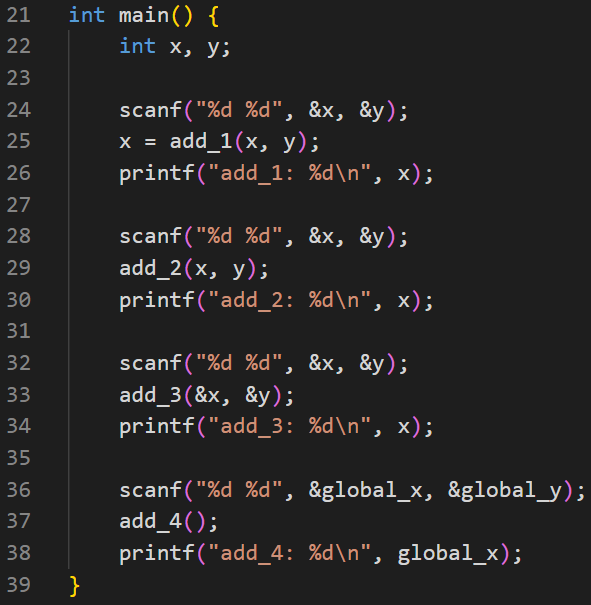 21 int main() {
22     int x, y;
23
24     scanf("%d %d", &x, &y);
25     x = add_1(x, y);
26     printf("add_1: %d\n", x);
27
28     scanf("%d %d", &x, &y);
29     add_2(x, y);
30     printf("add_2: %d\n", x);
31
32     scanf("%d %d", &x, &y);
33     add_3(&x, &y);
34     printf("add_3: %d\n", x);
35
36     scanf("%d %d", &global_x, &global_y);
37     add_4();
38     printf("add_4: %d\n", global_x);
39 }